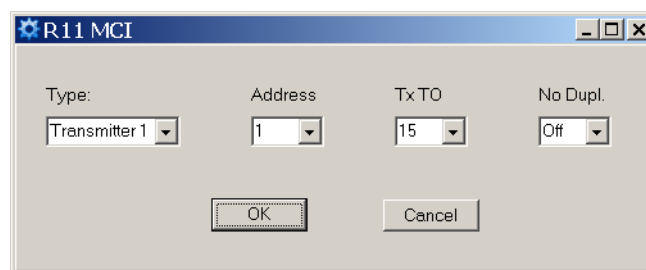 R11 MCI
Type: Address Tx TO No Dupl.
Transmitter 1 1 15 Off
OK Cancel